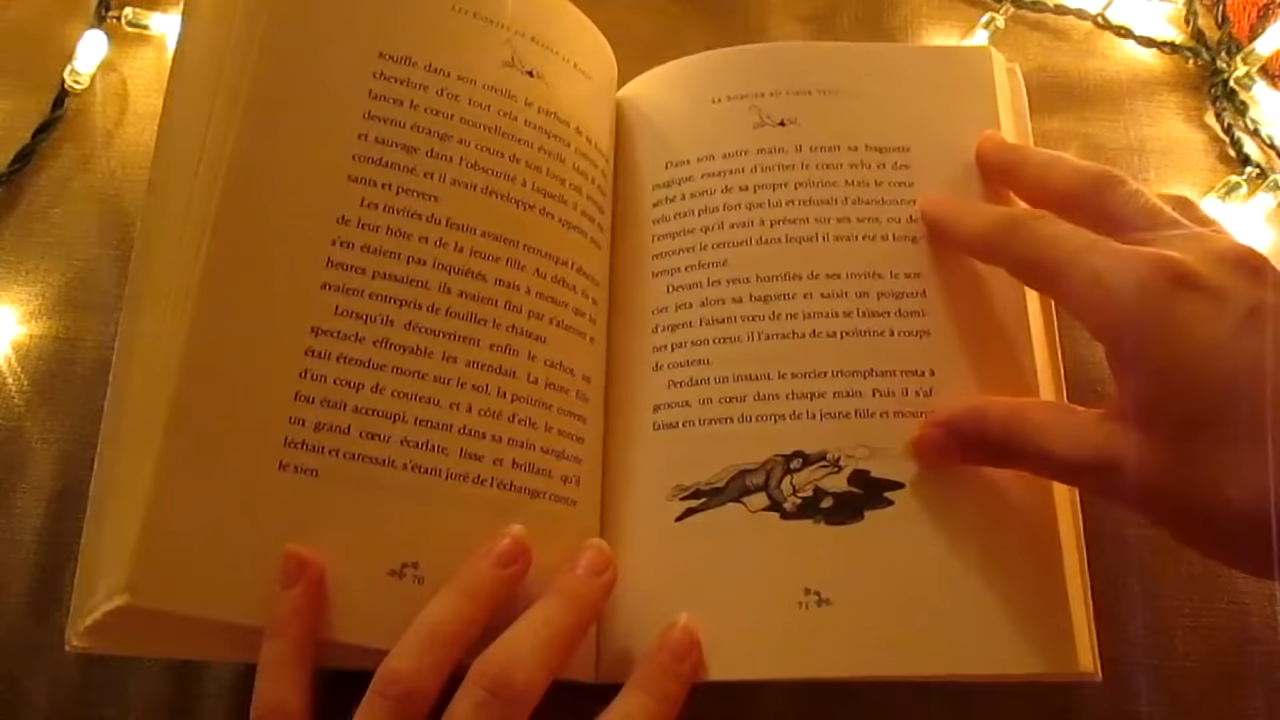 LES CONTES DE BEEDLE LE BARDE
souffle dans son oreille, le parfum de sa
chevelure d'or, tout cela transperça
lances le cœur nouvellement éveillé. Mais il
devenu étrange au cours de son long exil,
et sauvage dans l'obscurité à laquelle il avait été
condamné, et il avait développé des appétits
sants et pervers.
Les invités du festin avaient remarqué
de leur hôte et de la jeune fille. Au début, ils ne
s'en étaient pas inquiétés, mais à mesure que les
heures passaient, ils avaient fini par s'alarmer et
avaient entrepris de fouiller le château.
Lorsqu'ils découvrirent enfin le cachot, un
spectacle effroyable les attendait. La jeune fille
était étendue morte sur le sol, la poitrine ouverte
d'un coup de couteau, et à côté d'elle, le sorcier
fou était accroupi, tenant dans sa main sanglante
un grand cœur écarlate, lisse et brillant, qu'il
léchait et caressait, s'étant juré de l'échanger contre
le sien.
70
LE SORCIER AU CŒUR VELU
Dans son autre main, il tenait sa baguette
magique, essayant d'inviter le cœur velu et des-
séché à sortir de sa propre poitrine. Mais le cœur
velu était plus fort que lui et refusait d'abandonner
l'emprise qu'il avait à présent sur ses sens, ou de
retrouver le cercueil dans lequel il avait été si long-
temps enfermé.
Devant les yeux horrifiés de ses invités, le sor-
cier jeta alors sa baguette et saisit un poignard
d'argent. Faisant vœu de ne jamais se laisser domi-
ner par son cœur, il l'arracha de sa poitrine à coups
de couteau.
Pendant un instant, le sorcier triomphant resta à
genoux, un cœur dans chaque main. Puis il s'af-
faissa en travers du corps de la jeune fille et mourut.
71